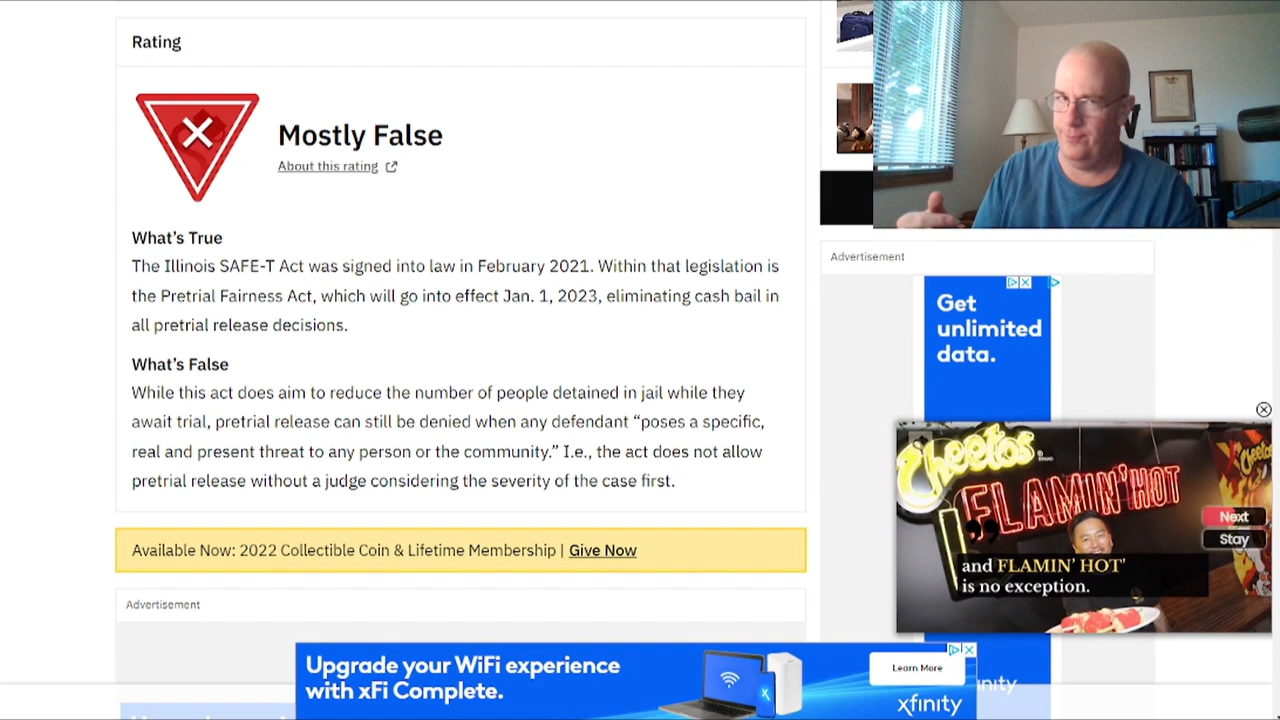 Rating
Mostly False
About this rating
What's True
The Illinois SAFE-T Act was signed into law in February 2021. Within that legislation is
the Pretrial Fairness Act, which will go into effect Jan. 1, 2023, eliminating cash bail in
all pretrial release decisions.
What's False
While this act does aim to reduce the number of people detained in jail while they
await trial, pretrial release can still be denied when any defendant “poses a specific,
real and present threat to any person or the community.” I.e., the act does not allow
pretrial release without a judge considering the severity of the case first.
Available Now: 2022 Collectible Coin & Lifetime Membership | Give Now
Advertisement
Advertisement
Get
unlimited
data.
Cheetos
FLAMIN' HOT
Next
Stay
and FLAMIN' HOT'
is no exception.
Upgrade your WiFi experience
with xFi Complete.
Learn More
xfinity